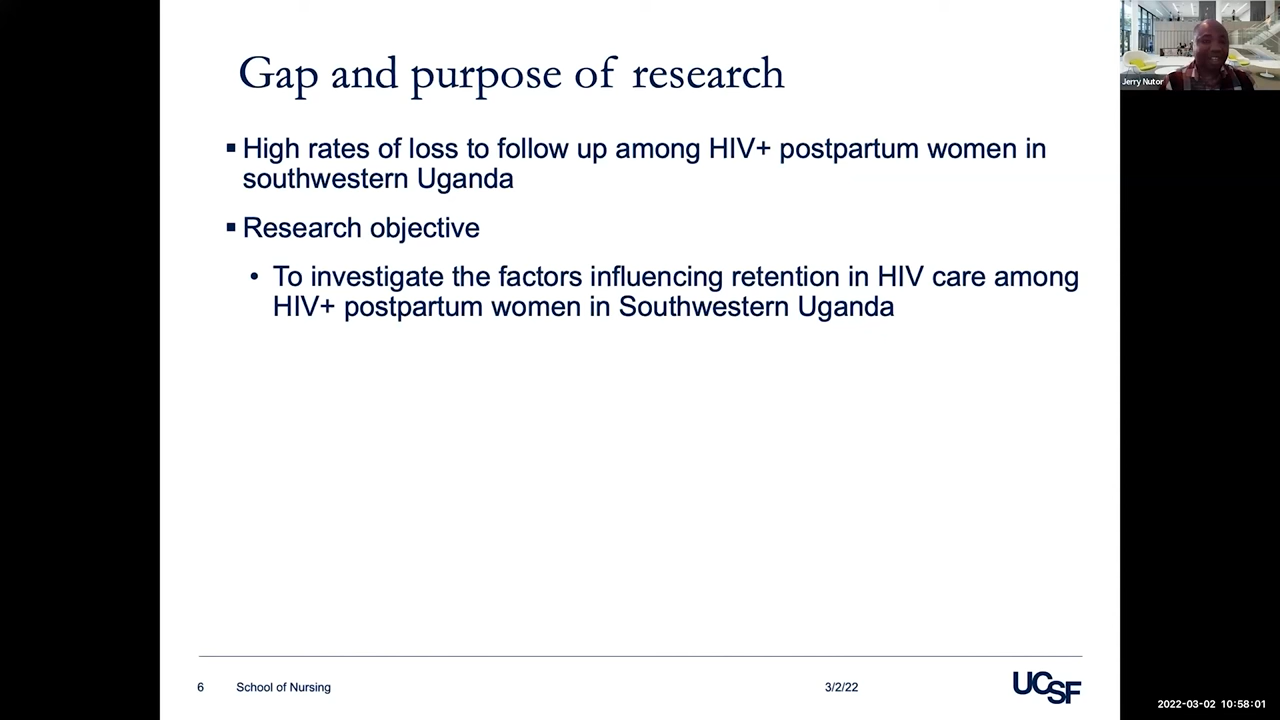 Gap and purpose of research
Jerry Nutor
▪ High rates of loss to follow up among HIV+ postpartum women in
southwestern Uganda
▪ Research objective
• To investigate the factors influencing retention in HIV care among
HIV+ postpartum women in Southwestern Uganda
6 School of Nursing 3/2/22 UCSF
2022-03-02 10:58:01